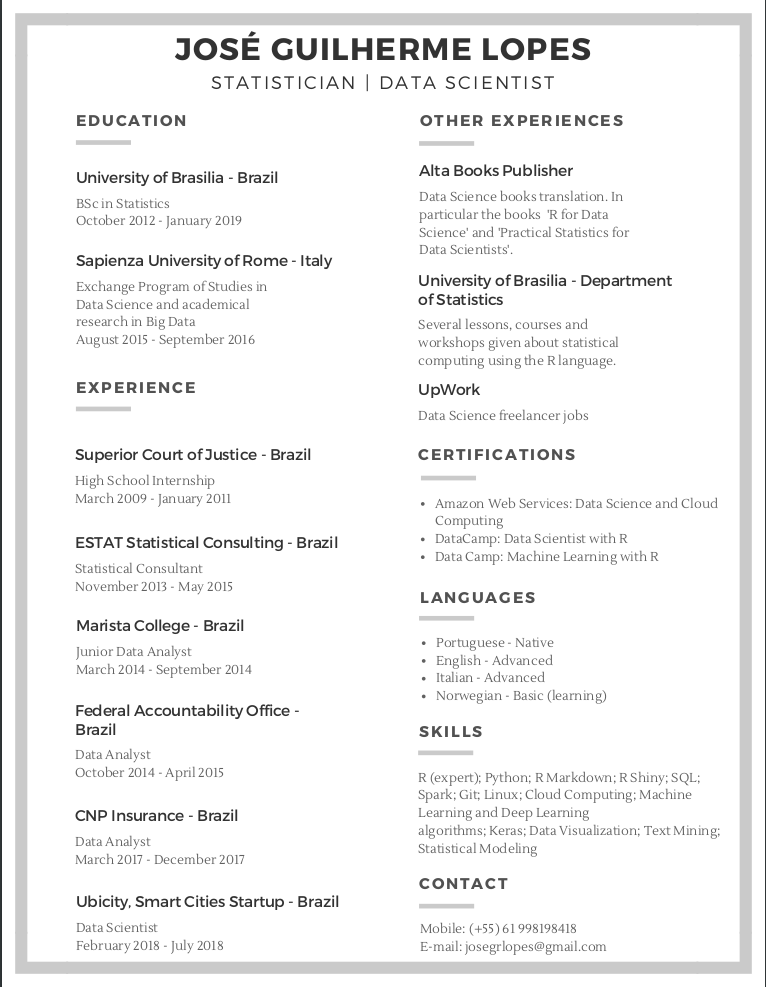 JOSÉ GUILHERME LOPES
STATISTICIAN | DATA SCIENTIST
EDUCATION
University of Brasilia - Brazil
BSc in Statistics
October 2012 - January 2019
Sapienza University of Rome - Italy
Exchange Program of Studies in
Data Science and academical
research in Big Data
August 2015 - September 2016
EXPERIENCE
Superior Court of Justice - Brazil
High School Internship
March 2009 - January 2011
ESTAT Statistical Consulting - Brazil
Statistical Consultant
November 2013 - May 2015
Marista College - Brazil
Junior Data Analyst
March 2014 - September 2014
Federal Accountability Office -
Brazil
Data Analyst
October 2014 - April 2015
CNP Insurance - Brazil
Data Analyst
March 2017 - December 2017
Ubicity, Smart Cities Startup - Brazil
Data Scientist
February 2018 - July 2018
OTHER EXPERIENCES
Alta Books Publisher
Data Science books translation. In
particular the books 'R for Data
Science' and 'Practical Statistics for
Data Scientists'.
University of Brasilia - Department
of Statistics
Several lessons, courses and
workshops given about statistical
computing using the R language.
UpWork
Data Science freelancer jobs
CERTIFICATIONS
• Amazon Web Services: Data Science and Cloud
Computing
• DataCamp: Data Scientist with R
• Data Camp: Machine Learning with R
LANGUAGES
• Portuguese - Native
• English - Advanced
• Italian - Advanced
• Norwegian - Basic (learning)
SKILLS
R (expert); Python; R Markdown; R Shiny; SQL;
Spark; Git; Linux; Cloud Computing; Machine
Learning and Deep Learning
algorithms; Keras; Data Visualization; Text Mining;
Statistical Modeling
CONTACT
Mobile: (+55) 61 998198418
E-mail: josegrlopes@gmail.com